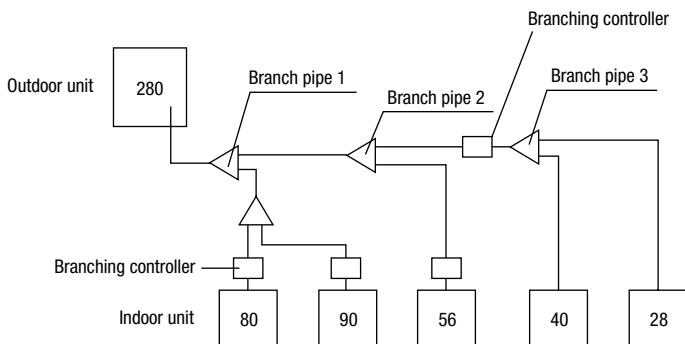 Branching controller
Outdoor unit
280
Branch pipe 1
Branch pipe 2
Branch pipe 3
Branching controller
Indoor unit
80
90
56
40
28